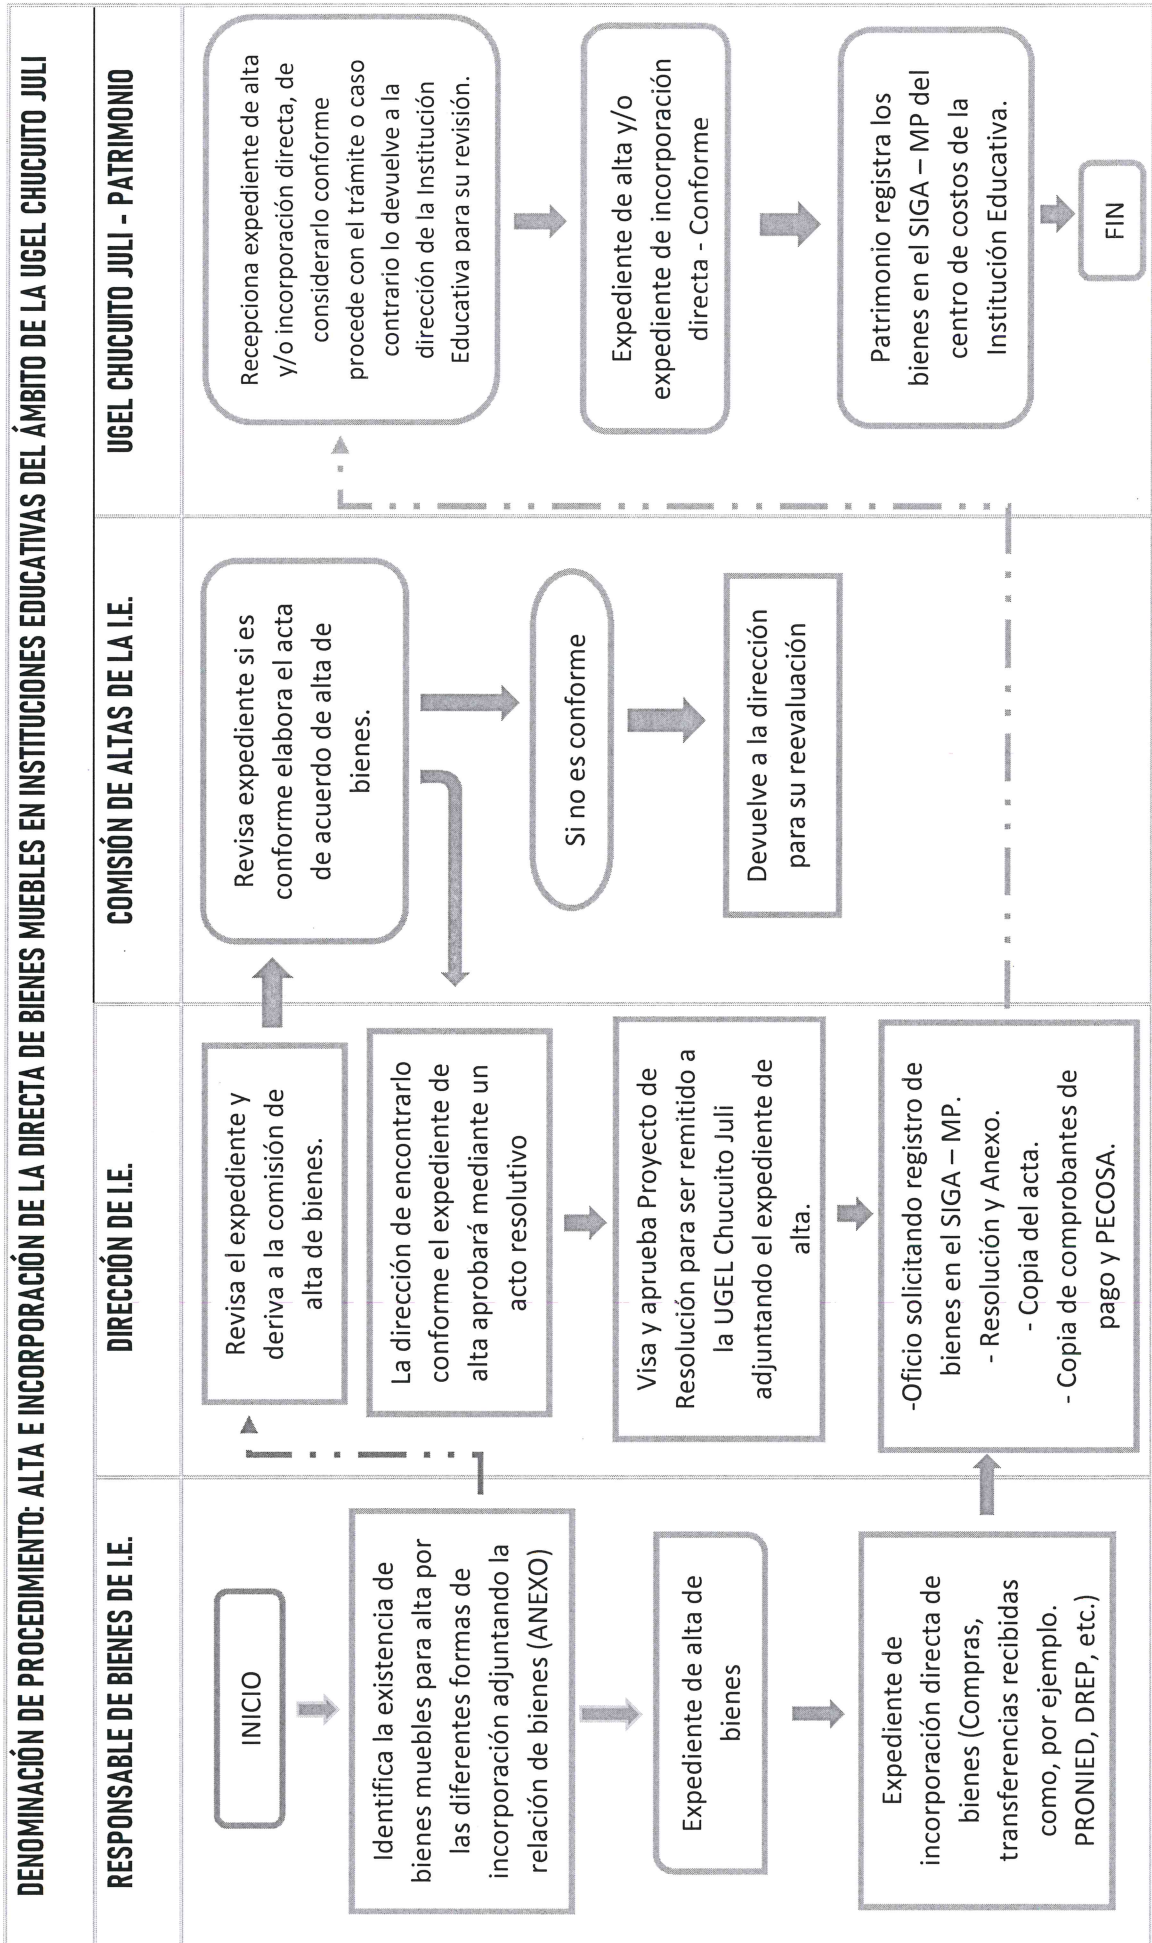 DENOMINACIÓN DE PROCEDIMIENTO: ALTA E INCORPORACIÓN DE LA DIRECTA DE BIENES MUEBLES EN INSTITUCIONES EDUCATIVAS DEL ÁMBITO DE LA UGEL CHUCUITO JULI
RESPONSABLE DE BIENES DE I.E.
INICIO
Identifica la existencia de
bienes muebles para alta por
las diferentes formas de
incorporación adjuntando la
relación de bienes (ANEXO)
Expediente de alta de
bienes
Expediente de
incorporación directa de
bienes (Compras,
transferencias recibidas
como, por ejemplo.
PRONIED, DREP, etc.)
DIRECCIÓN DE I.E.
Revisa el expediente y
deriva a la comisión de
alta de bienes.
La dirección de encontrarlo
conforme el expediente de
alta aprobará mediante un
acto resolutivo
Visa y aprueba Proyecto de
Resolución para ser remitido a
la UGEL Chucuito Juli
adjuntando el expediente de
alta.
-Oficio solicitando registro de
bienes en el SIGA – MP.
- Resolución y Anexo.
- Copia del acta.
- Copia de comprobantes de
pago y PECOSA.
COMISIÓN DE ALTAS DE LA I.E.
Revisa expediente si es
conforme elabora el acta
de acuerdo de alta de
bienes.
Si no es conforme
Devuelve a la dirección
para su reevaluación
UGEL CHUCUITO JULI - PATRIMONIO
Recepciona expediente de alta
y/o incorporación directa, de
considerarlo conforme
procede con el trámite o caso
contrario lo devuelve a la
dirección de la Institución
Educativa para su revisión.
Expediente de alta y/o
expediente de incorporación
directa - Conforme
Patrimonio registra los
bienes en el SIGA – MP del
centro de costos de la
Institución Educativa.
FIN